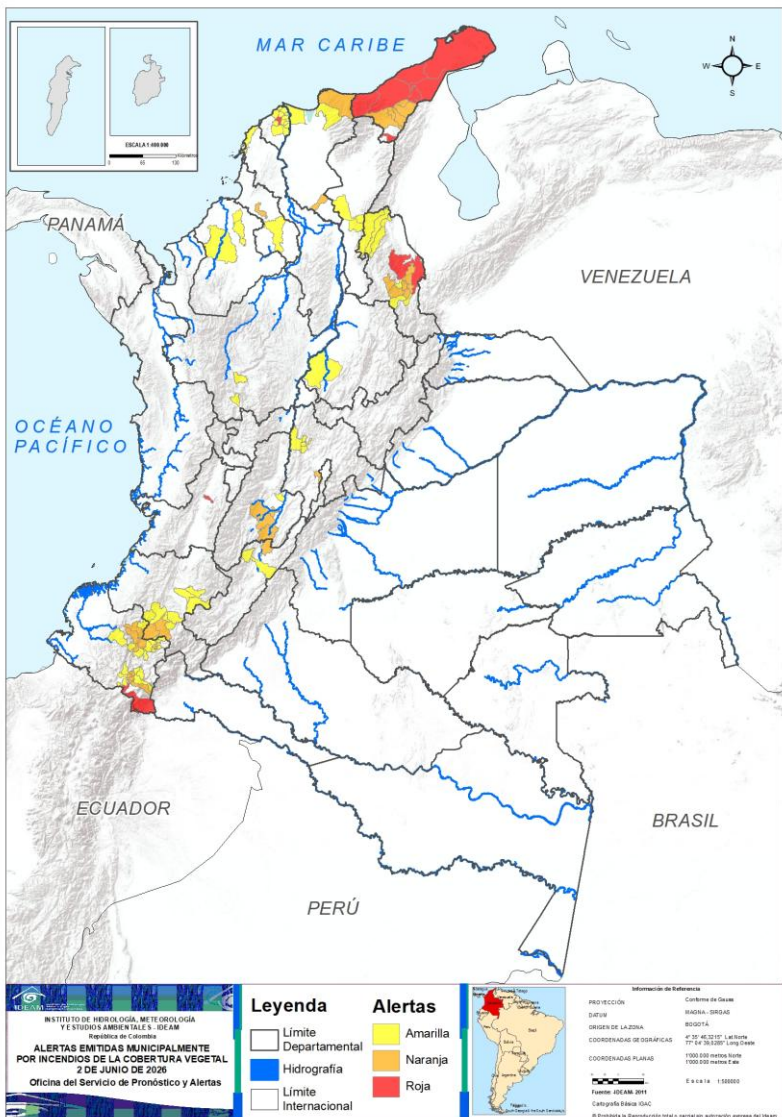 MAR CARIBE
N
W
E
S
ESCALA 1:400.000
PANAMÁ
VENEZUELA
OCÉANO
PACÍFICO
ECUADOR
BRASIL
PERÚ
IDEAM
INSTITUTO DE HIDROLOGÍA, METEOROLOGÍA
Y ESTUDIOS AMBIENTALES - IDEAM
República de Colombia
ALERTAS EMITIDAS MUNICIPALMENTE
POR INCENDIOS DE LA COBERTURA VEGETAL
2 DE JUNIO DE 2026
Oficina del Servicio de Pronóstico y Alertas
Leyenda
Límite
Departamental
Hidrografía
Límite
Internacional
Alertas
Amarilla
Naranja
Roja
Información de Referencia
PROYECCIÓN
Conforme de Gauss
DATUM
MAGNA - SIRGAS
ORIGEN DE LA ZONA
BOGOTÁ
COORDENADAS GEOGRÁFICAS
COORDENADAS PLANAS
1'000.000 metros Norte
1'000.000 metros Este
Fuente: IDEAM. 2011
Cartografía Básica IGAC